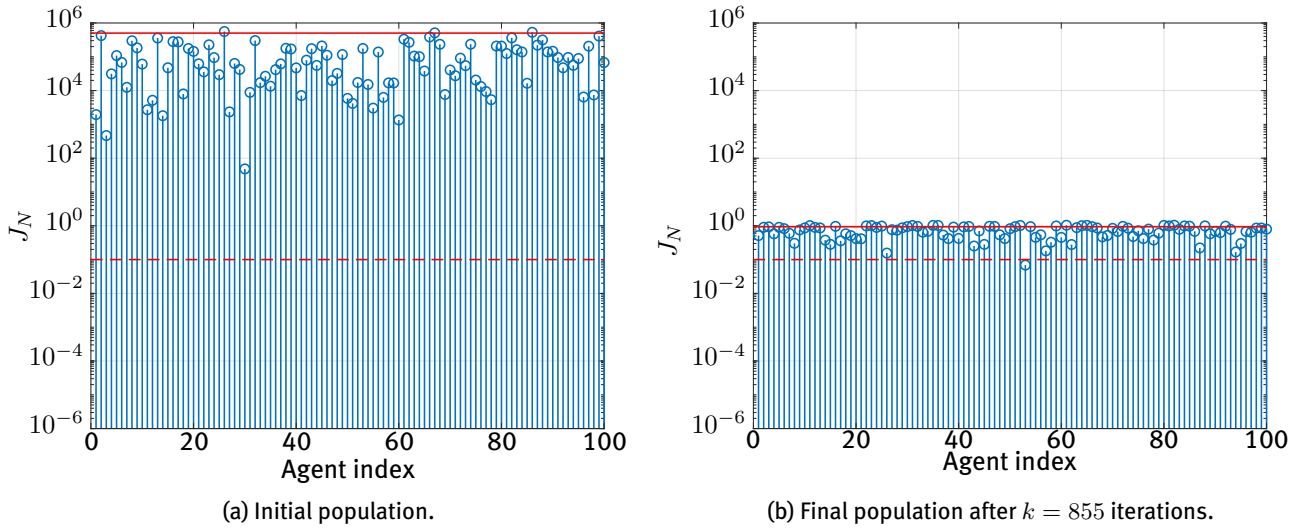 10^6
10^4
10^2
10^0
10^{-2}
10^{-4}
10^{-6}
J_N
0 20 40 60 80 100
Agent index
(a) Initial population.
10^6
10^4
10^2
10^0
10^{-2}
10^{-4}
10^{-6}
J_N
0 20 40 60 80 100
Agent index
(b) Final population after k = 855 iterations.